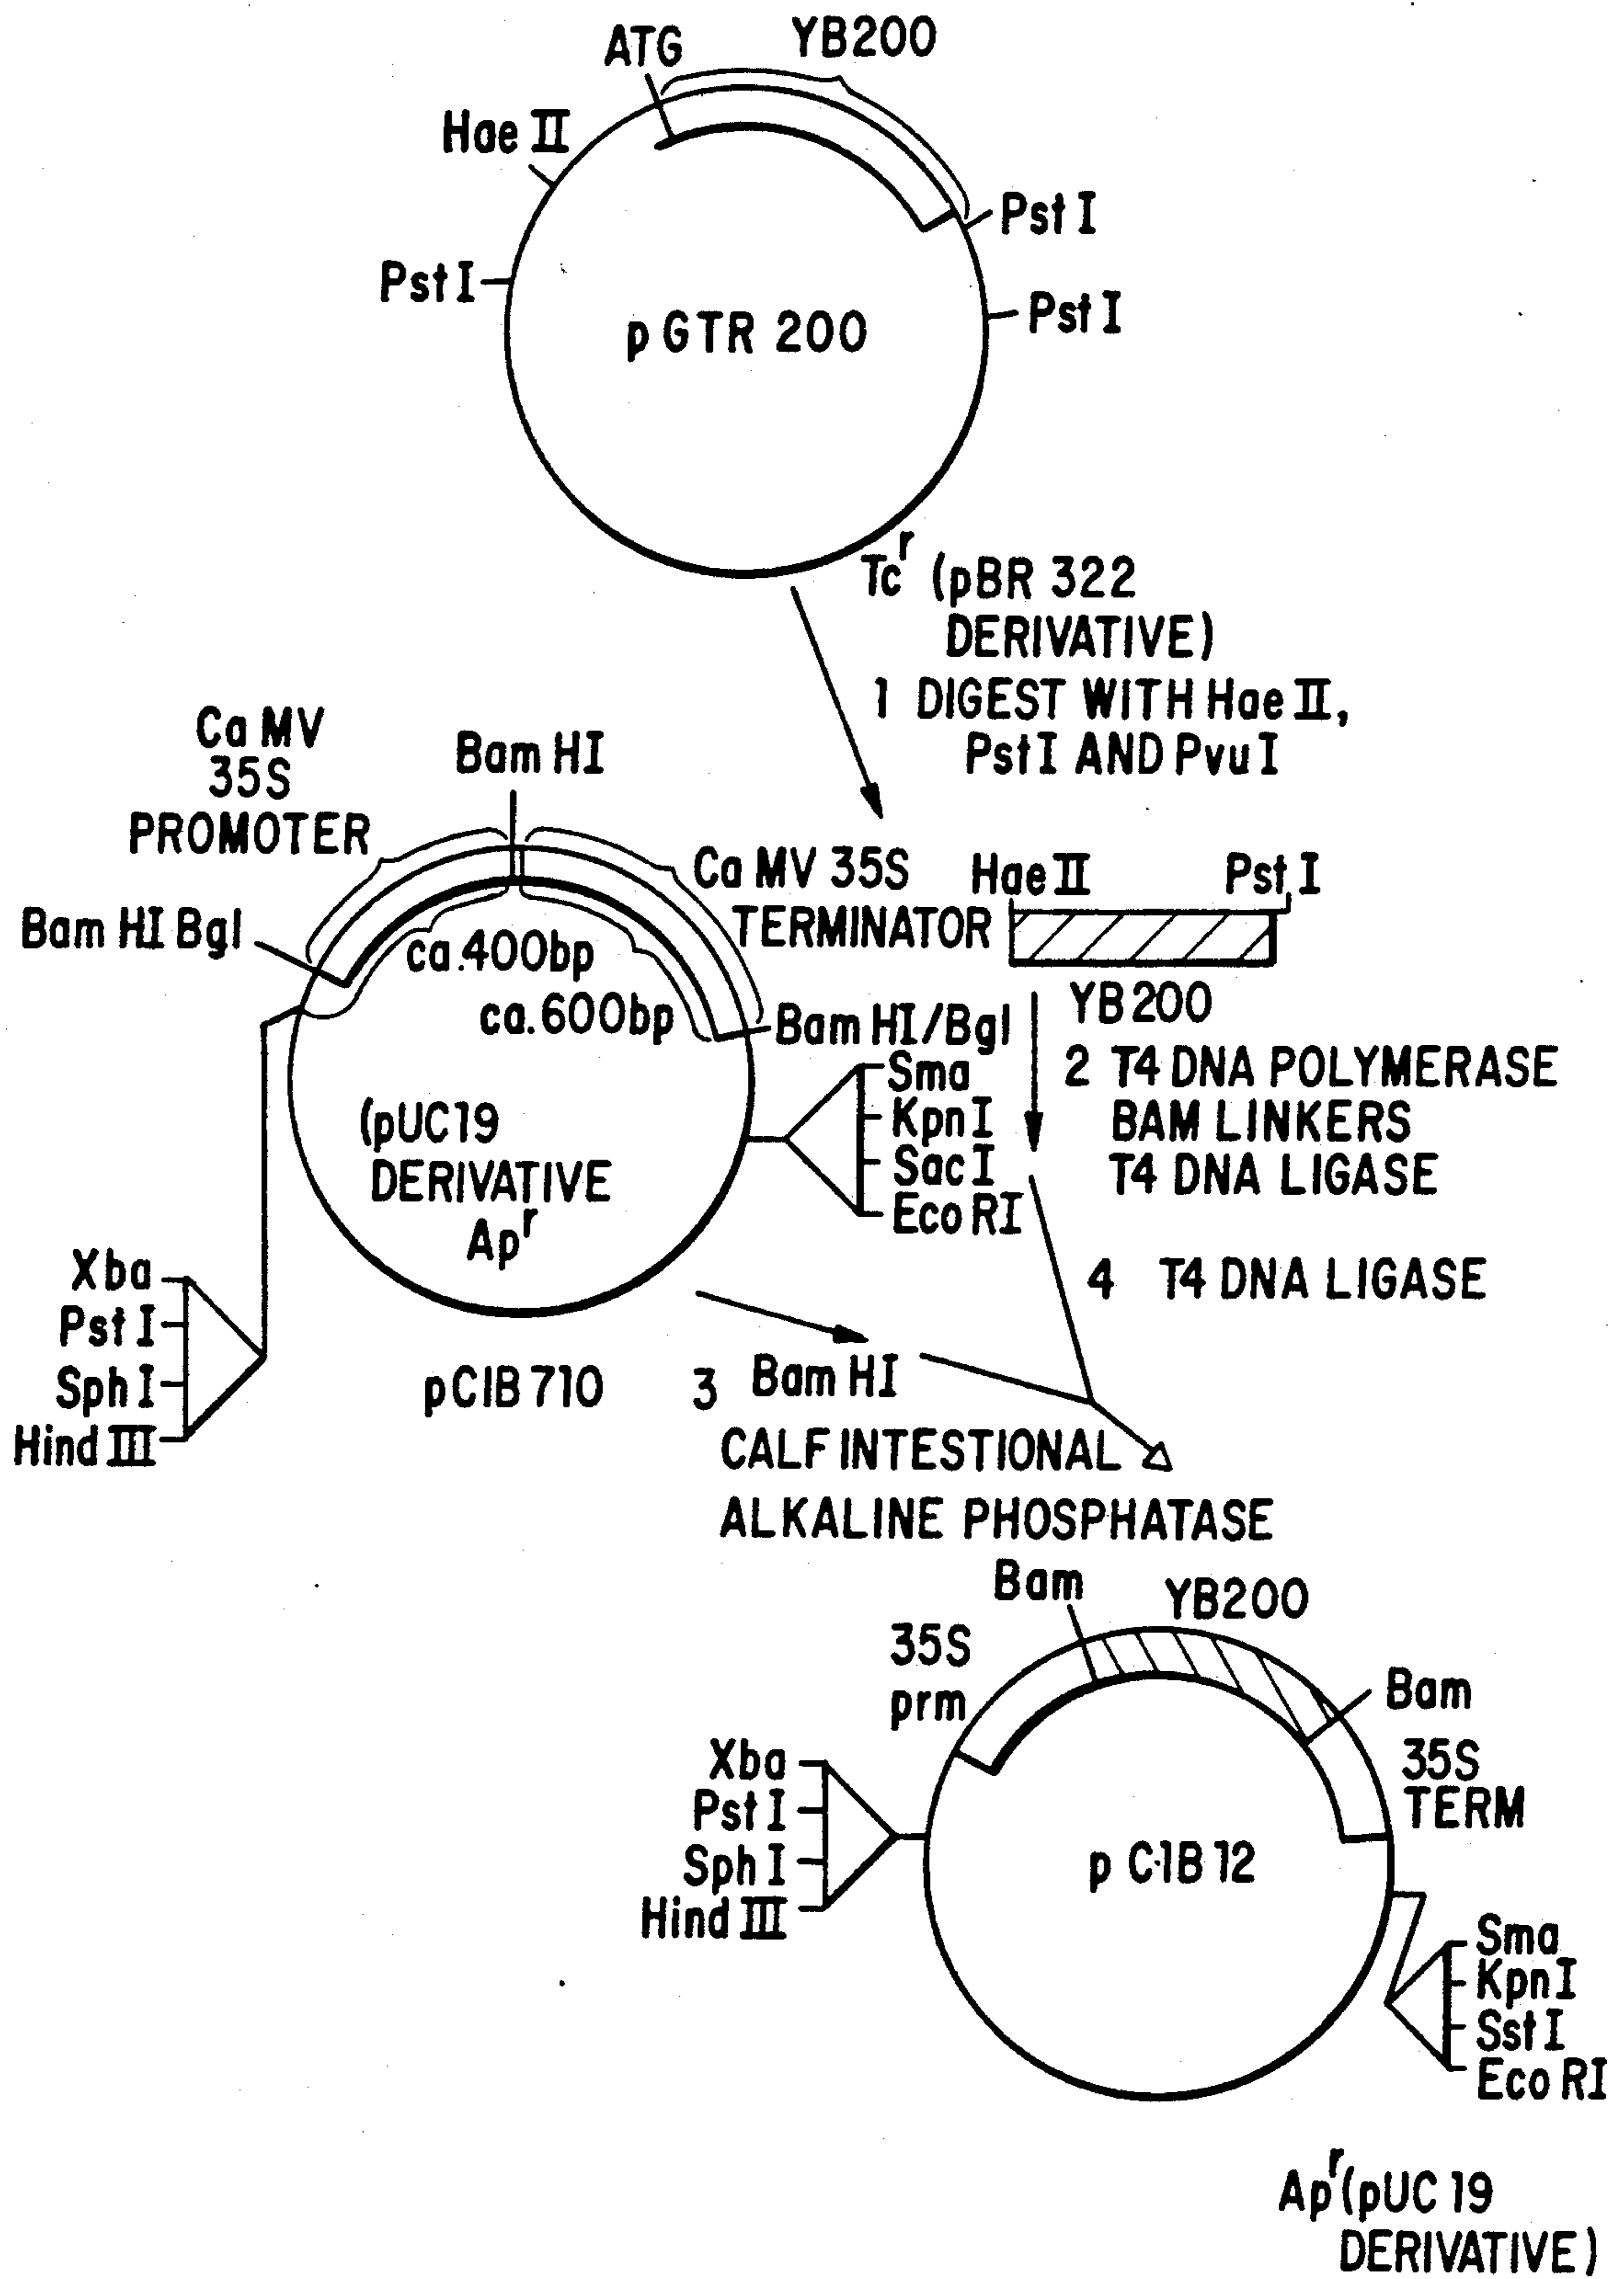 ATG
YB200
Hae II
Pst I
Pst I
Pst I
p GTR 200
Tcʳ (pBR 322
DERIVATIVE)
1 DIGEST WITH Hae II,
Pst I AND Pvu I
Ca MV
35S
PROMOTER
Bam HI
Ca MV 35S
TERMINATOR
Hae II
Pst I
Bam HI Bgl
ca. 400bp
ca. 600bp
Bam HI/Bgl
YB 200
2 T4 DNA POLYMERASE
BAM LINKERS
T4 DNA LIGASE
Sma
Kpn I
Sac I
Eco RI
(pUC19
DERIVATIVE
Apʳ
4 T4 DNA LIGASE
Xba
Pst I
Sph I
Hind III
pCIB 710
3 Bam HI
CALF INTESTIONAL
ALKALINE PHOSPHATASE
Bam
YB200
35S
prm
Bam
35S
TERM
Xba
Pst I
Sph I
Hind III
p CIB 12
Sma
Kpn I
Sst I
Eco RI
Apʳ (pUC 19
DERIVATIVE)